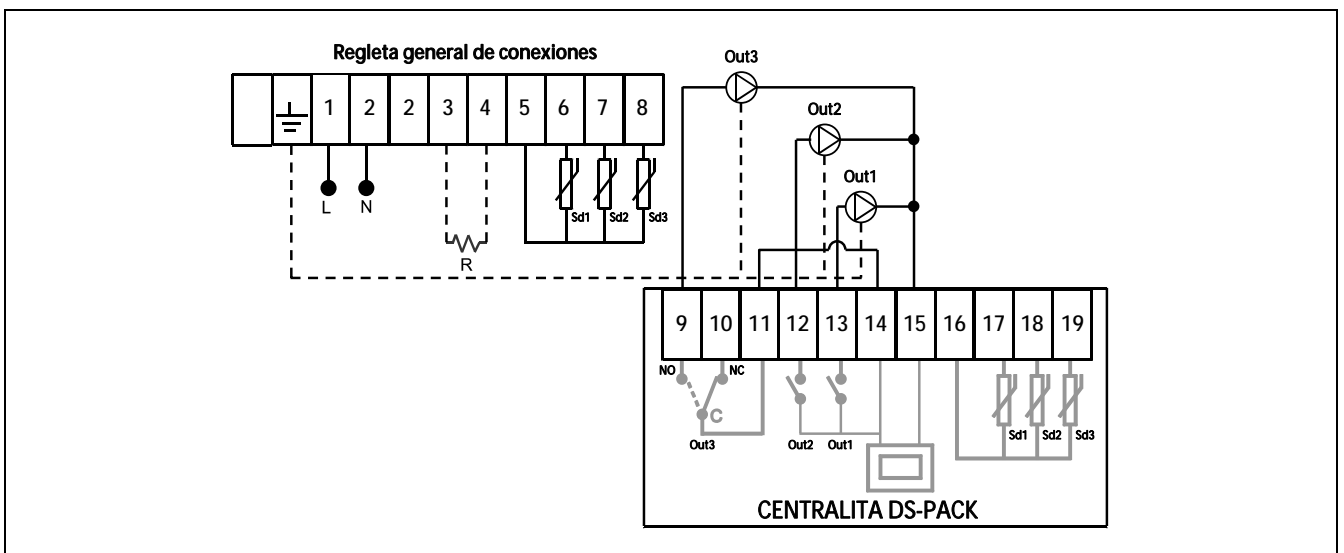 Regleta general de conexiones
1 2 2 3 4 5 6 7 8
L N
R
Sd1 Sd2 Sd3
Out3
Out2
Out1
9 10 11 12 13 14 15 16 17 18 19
NO NC
C
Out3 Out2 Out1
Sd1 Sd2 Sd3
CENTRALITA DS-PACK